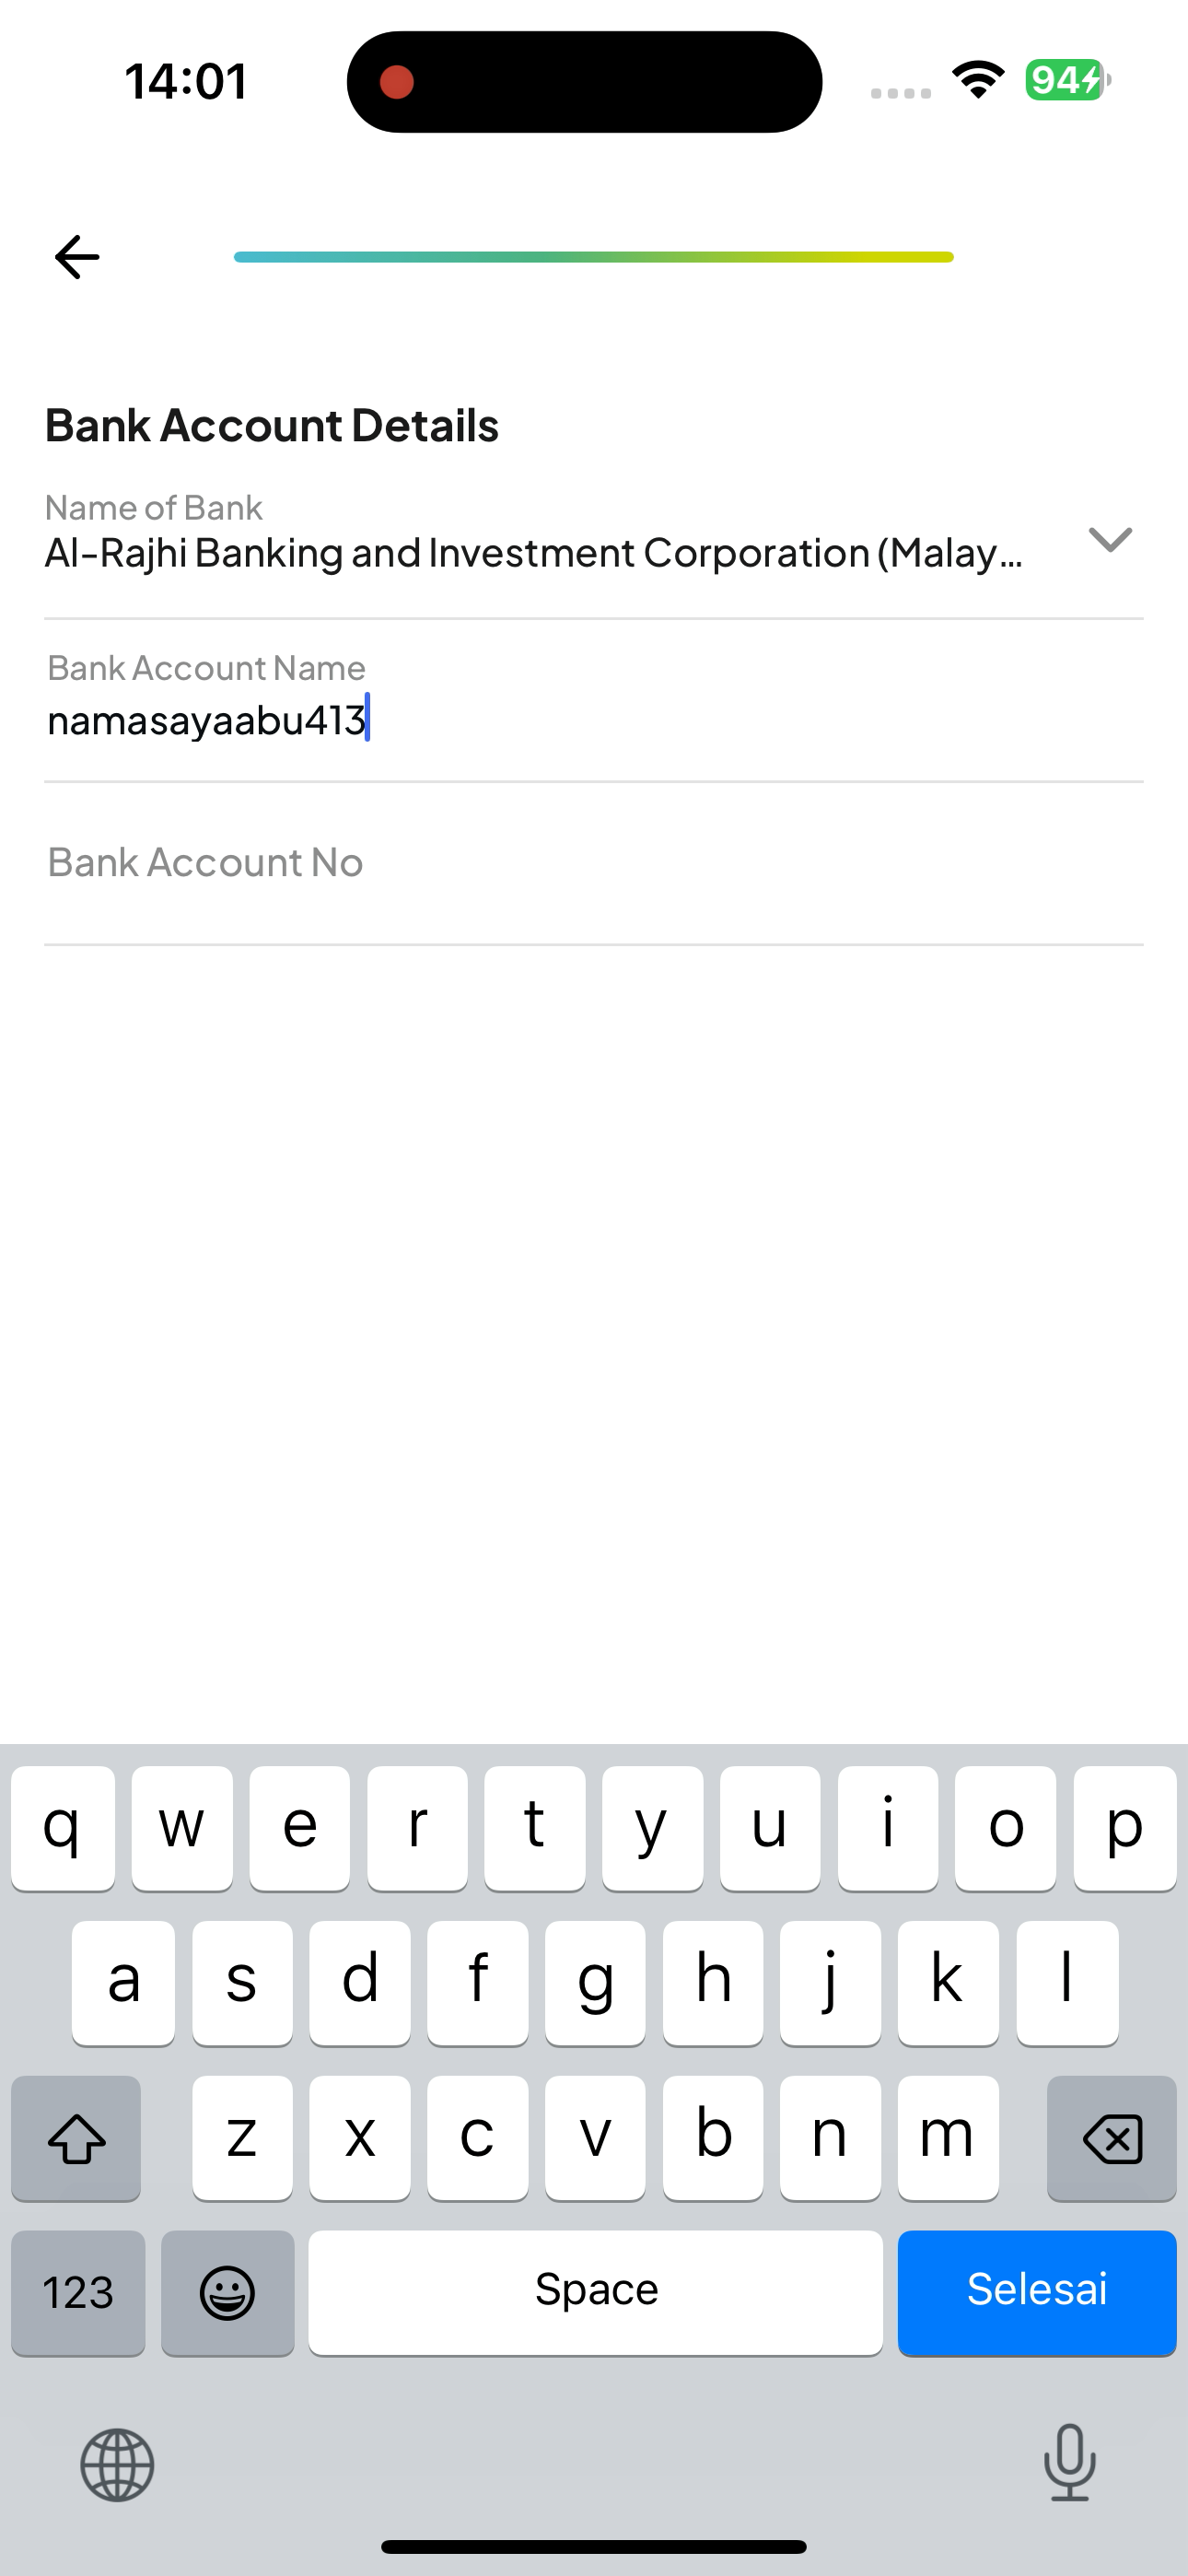 14:01
94
Bank Account Details
Name of Bank
Al-Rajhi Banking and Investment Corporation (Malay...
Bank Account Name
namasayaabu413
Bank Account No
q w e r t y u i o p
a s d f g h j k l
z x c v b n m
123 Space Selesai